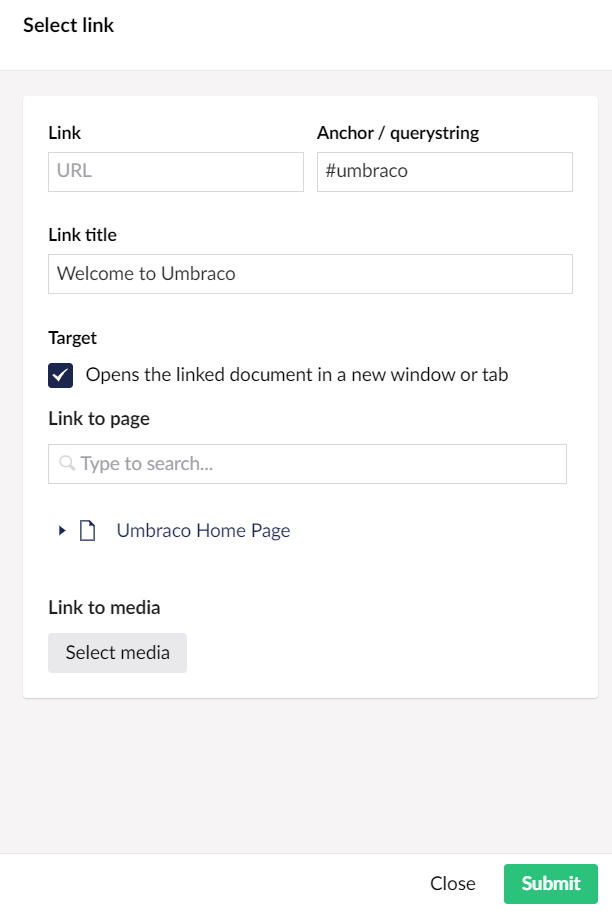 Select link
Link
Anchor / querystring
URL
#umbraco
Link title
Welcome to Umbraco
Target
Opens the linked document in a new window or tab
Link to page
Type to search...
Umbraco Home Page
Link to media
Select media
Close
Submit